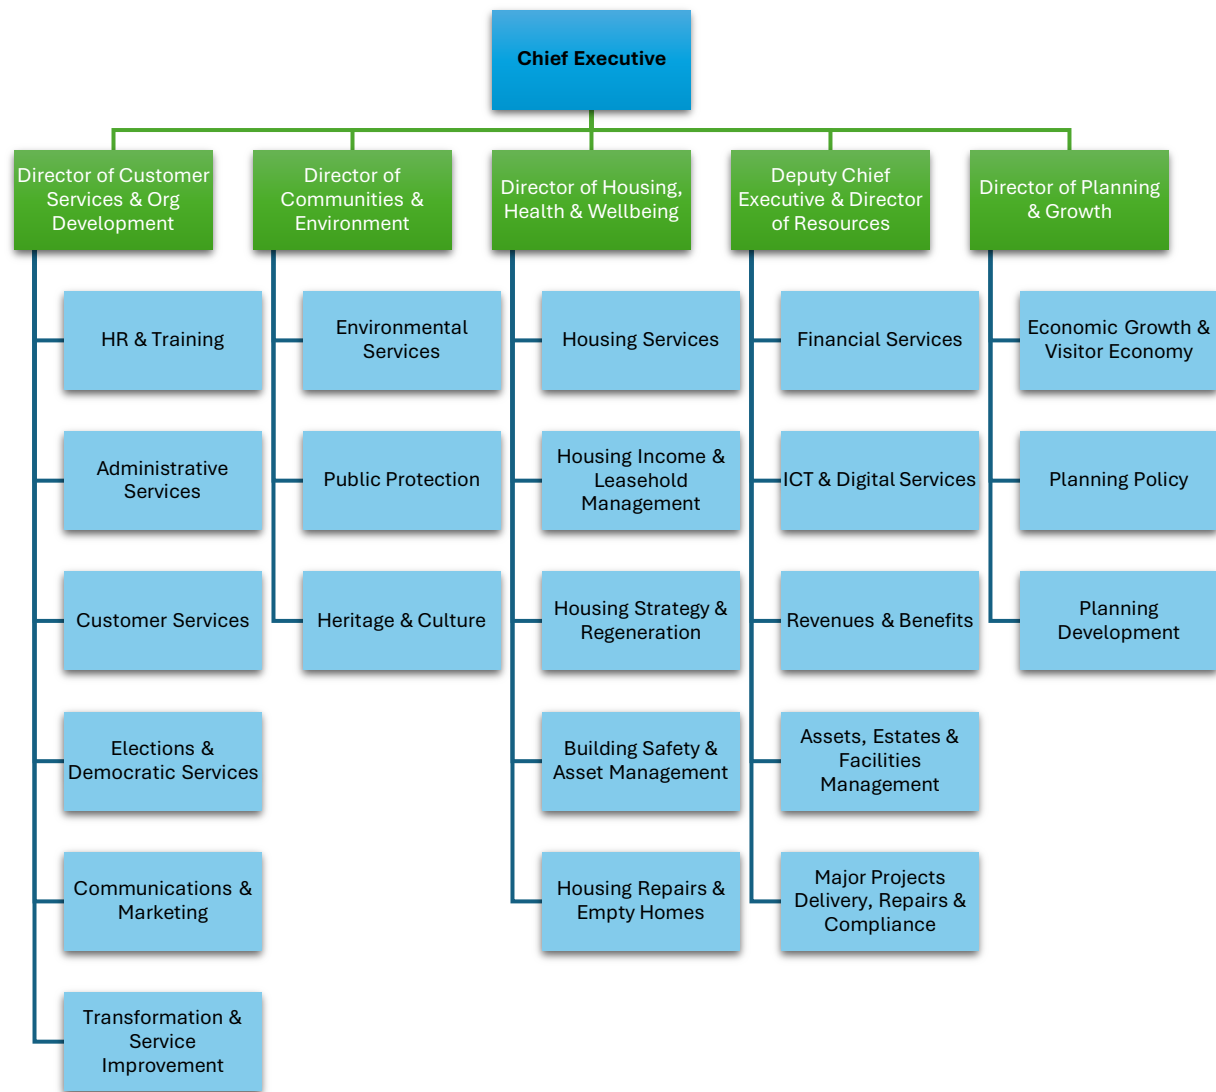 Chief Executive
Director of Customer
Services & Org
Development
HR & Training
Administrative
Services
Customer Services
Elections &
Democratic Services
Communications &
Marketing
Transformation &
Service
Improvement
Director of
Communities &
Environment
Environmental
Services
Public Protection
Heritage & Culture
Director of Housing,
Health & Wellbeing
Housing Services
Housing Income &
Leasehold
Management
Housing Strategy &
Regeneration
Building Safety &
Asset Management
Housing Repairs &
Empty Homes
Deputy Chief
Executive & Director
of Resources
Financial Services
ICT & Digital Services
Revenues & Benefits
Assets, Estates &
Facilities
Management
Major Projects
Delivery, Repairs &
Compliance
Director of Planning
& Growth
Economic Growth &
Visitor Economy
Planning Policy
Planning
Development